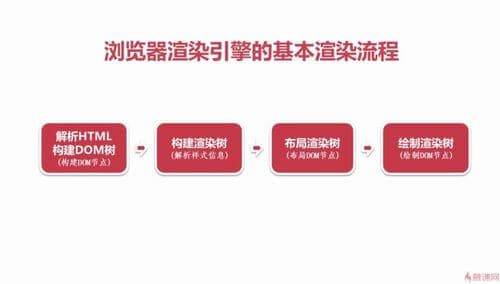 浏览器渲染引擎的基本渲染流程
解析HTML
构建DOM树
(构建DOM节点)
构建渲染树
(解析样式信息)
布局渲染树
(布局DOM节点)
绘制渲染树
(绘制DOM节点)